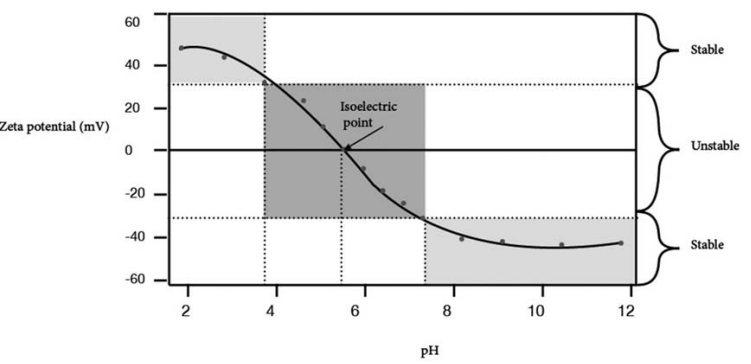 60
40
20
0
-20
-40
-60
Zeta potential (mV)
Isoelectric
point
Stable
Unstable
Stable
2 4 6 8 10 12
pH